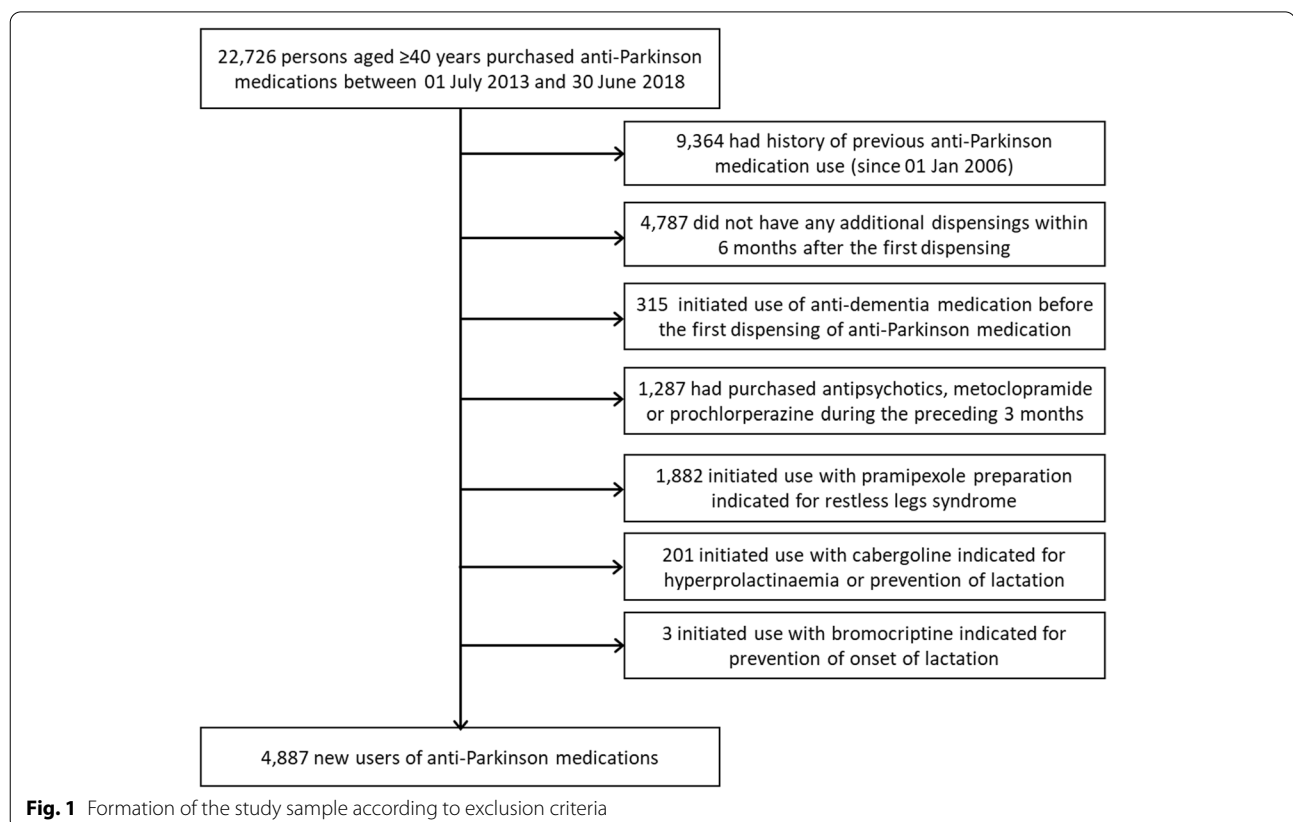 22,726 persons aged ≥40 years purchased anti-Parkinson
medications between 01 July 2013 and 30 June 2018
9,364 had history of previous anti-Parkinson
medication use (since 01 Jan 2006)
4,787 did not have any additional dispensings within
6 months after the first dispensing
315 initiated use of anti-dementia medication before
the first dispensing of anti-Parkinson medication
1,287 had purchased antipsychotics, metoclopramide
or prochlorperazine during the preceding 3 months
1,882 initiated use with pramipexole preparation
indicated for restless legs syndrome
201 initiated use with cabergoline indicated for
hyperprolactinaemia or prevention of lactation
3 initiated use with bromocriptine indicated for
prevention of onset of lactation
4,887 new users of anti-Parkinson medications
Fig. 1 Formation of the study sample according to exclusion criteria